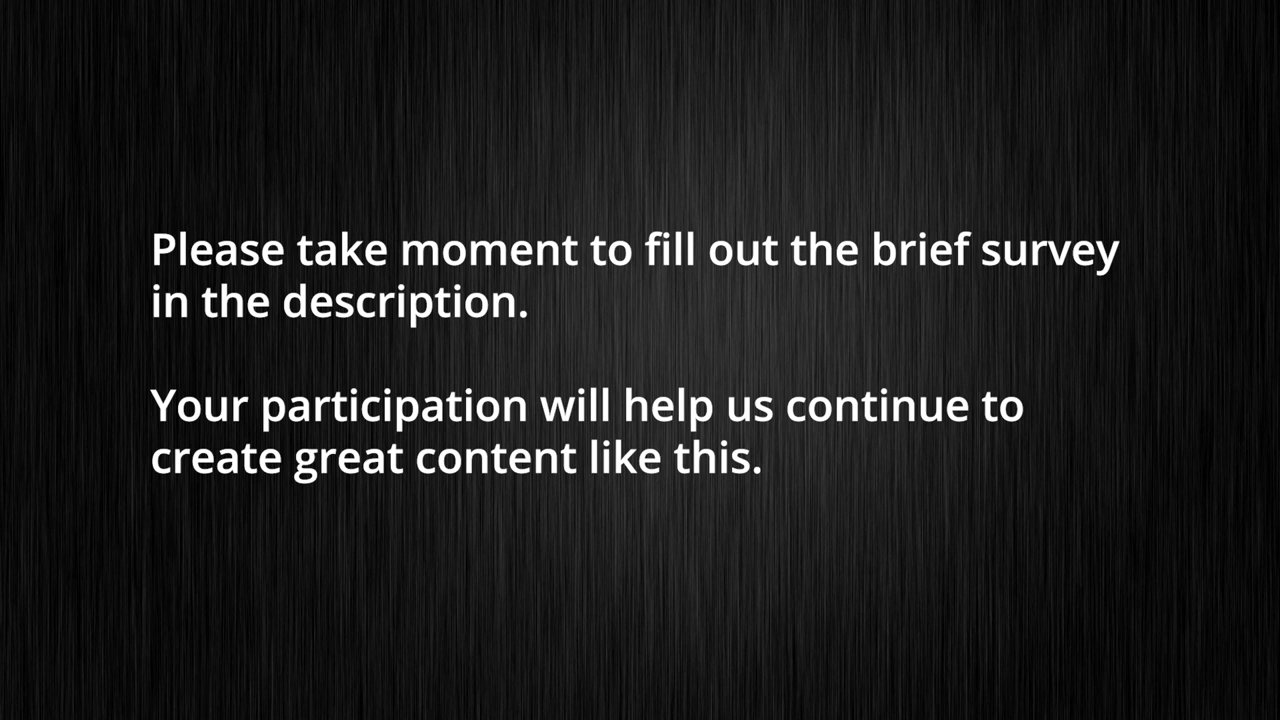 Please take moment to fill out the brief survey
in the description.
Your participation will help us continue to
create great content like this.